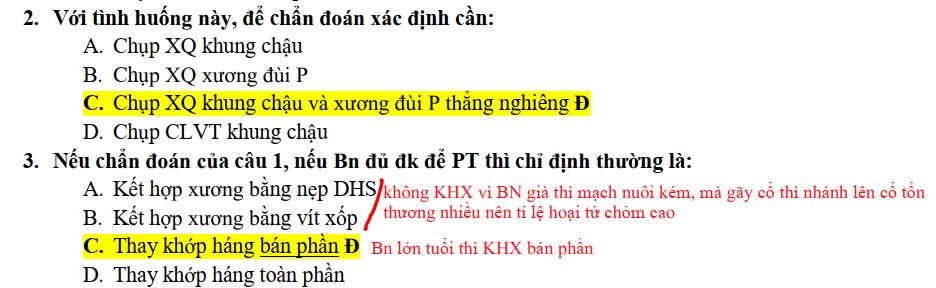 2. Với tình huống này, để chẩn đoán xác định cần:
A. Chụp XQ khung chậu
B. Chụp XQ xương đùi P
C. Chụp XQ khung chậu và xương đùi P thẳng nghiêng Đ
D. Chụp CLVT khung chậu
3. Nếu chẩn đoán của câu 1, nếu Bn đủ đk để PT thì chỉ định thường là:
A. Kết hợp xương bằng nẹp DHS không KHX vì BN già thì mạch nuôi kém, mà gãy cổ thì nhánh lên cổ tổn
B. Kết hợp xương bằng vít xốp thương nhiều nên tỉ lệ hoại tử chỏm cao
C. Thay khớp háng bán phần Đ Bn lớn tuổi thì KHX bán phần
D. Thay khớp háng toàn phần